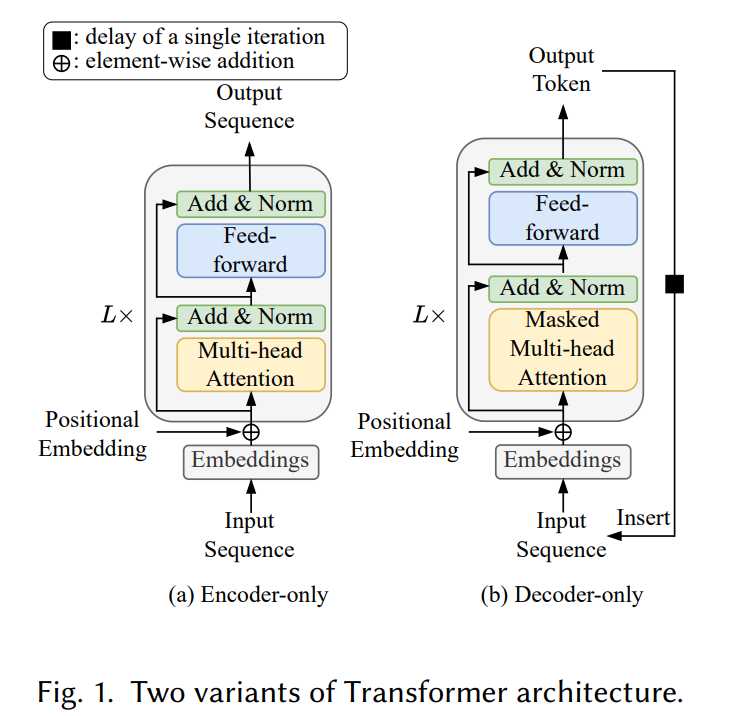 ■: delay of a single iteration
⊕: element-wise addition
Output
Sequence
Add & Norm
Feed-
forward
Add & Norm
Multi-head
Attention
L×
Positional
Embedding
Embeddings
Input
Sequence
(a) Encoder-only
Output
Token
Add & Norm
Feed-
forward
Add & Norm
Masked
Multi-head
Attention
L×
Positional
Embedding
Embeddings
Input
Sequence
Insert
(b) Decoder-only
Fig. 1. Two variants of Transformer architecture.